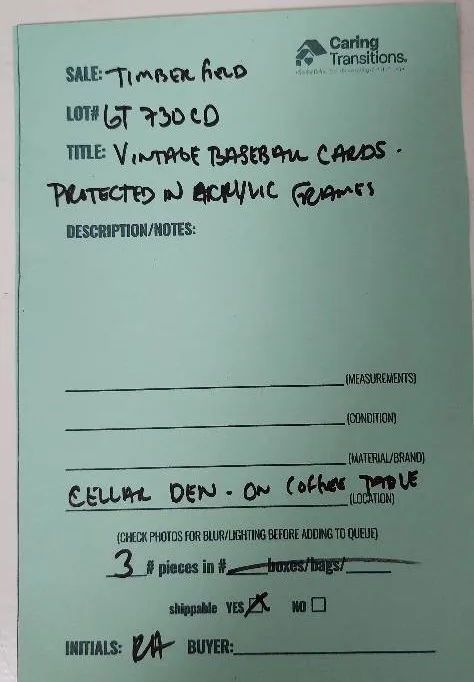 Caring
Transitions®
SALE: TIMBERFIELD
LOT# GT 730CD
TITLE: VINTAGE BASEBALL CARDS.
PROTECTED IN ACRYLIC FRAMES
DESCRIPTION/NOTES:
(MEASUREMENTS)
(CONDITION)
(MATERIAL/BRAND)
CELLAR DEN. ON COFFEE TABLE
(LOCATION)
(CHECK PHOTOS FOR BLUR/LIGHTING BEFORE ADDING TO QUEUE)
3 # pieces in # boxes/bags/
shippable YES NO
INITIALS: RA BUYER: